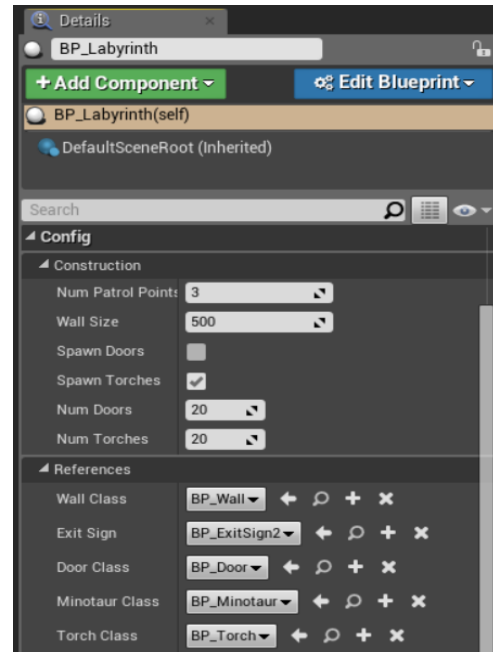 Details
BP_Labyrinth
+Add Component
Edit Blueprint
BP_Labyrinth(self)
DefaultSceneRoot (Inherited)
Search
Config
Construction
Num Patrol Points 3
Wall Size 500
Spawn Doors
Spawn Torches
Num Doors 20
Num Torches 20
References
Wall Class BP_Wall
Exit Sign BP_ExitSign2
Door Class BP_Door
Minotaur Class BP_Minotaur
Torch Class BP_Torch